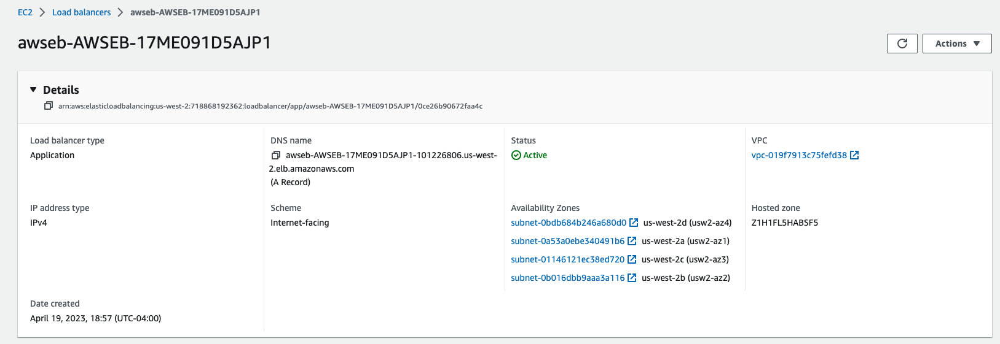 EC2 > Load balancers > awseb-AWSEB-17ME091D5AJP1
awseb-AWSEB-17ME091D5AJP1
Actions
Details
arn:aws:elasticloadbalancing:us-west-2:718868192362:loadbalancer/app/awseb-AWSEB-17ME091D5AJP1/0ce26b90672faa4c
Load balancer type
Application
DNS name
awseb-AWSEB-17ME091D5AJP1-101226806.us-west-
2.elb.amazonaws.com
(A Record)
Status
Active
VPC
vpc-019f7913c75fefd38
IP address type
IPv4
Scheme
Internet-facing
Availability Zones
subnet-0bdb684b246a680d0 us-west-2d (usw2-az4)
subnet-0a53a0ebe340491b6 us-west-2a (usw2-az1)
subnet-01146121ec38ed720 us-west-2c (usw2-az3)
subnet-0b016dbb9aaa3a116 us-west-2b (usw2-az2)
Hosted zone
Z1H1FL5HABSF5
Date created
April 19, 2023, 18:57 (UTC-04:00)